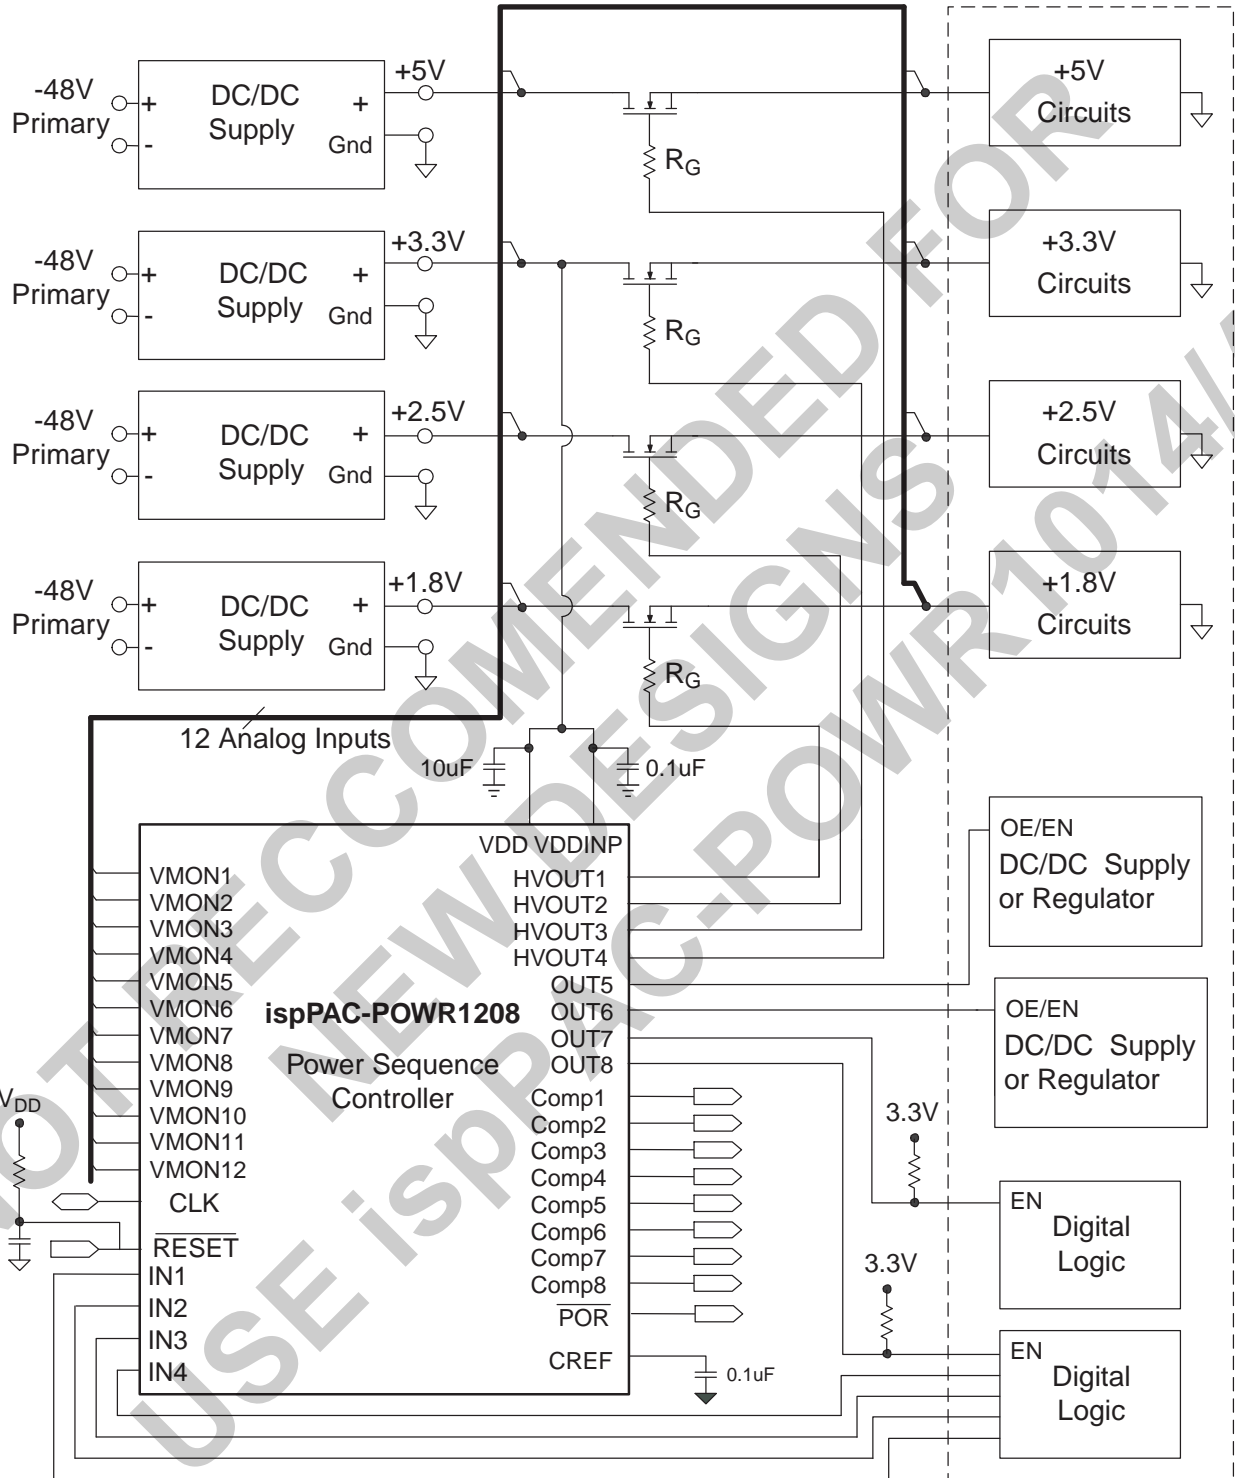 -48V
Primary
+
-
DC/DC
Supply
+
Gnd
+5V
RG
+5V
Circuits
-48V
Primary
+
-
DC/DC
Supply
+
Gnd
+3.3V
RG
+3.3V
Circuits
-48V
Primary
+
-
DC/DC
Supply
+
Gnd
+2.5V
RG
+2.5V
Circuits
-48V
Primary
+
-
DC/DC
Supply
+
Gnd
+1.8V
RG
+1.8V
Circuits
12 Analog Inputs
10uF
0.1uF
VDD VDDINP
VMON1
VMON2
VMON3
VMON4
VMON5
VMON6
VMON7
VMON8
VMON9
VMON10
VMON11
VMON12
CLK
RESET
IN1
IN2
IN3
IN4
VDD
ispPAC-POWR1208
Power Sequence
Controller
HVOUT1
HVOUT2
HVOUT3
HVOUT4
OUT5
OUT6
OUT7
OUT8
Comp1
Comp2
Comp3
Comp4
Comp5
Comp6
Comp7
Comp8
POR
CREF
0.1uF
OE/EN
DC/DC Supply
or Regulator
OE/EN
DC/DC Supply
or Regulator
3.3V
EN
Digital
Logic
3.3V
EN
Digital
Logic
NOT RECCOMENDED FOR
NEW DESIGNS
USE ispPAC-POWR1014/